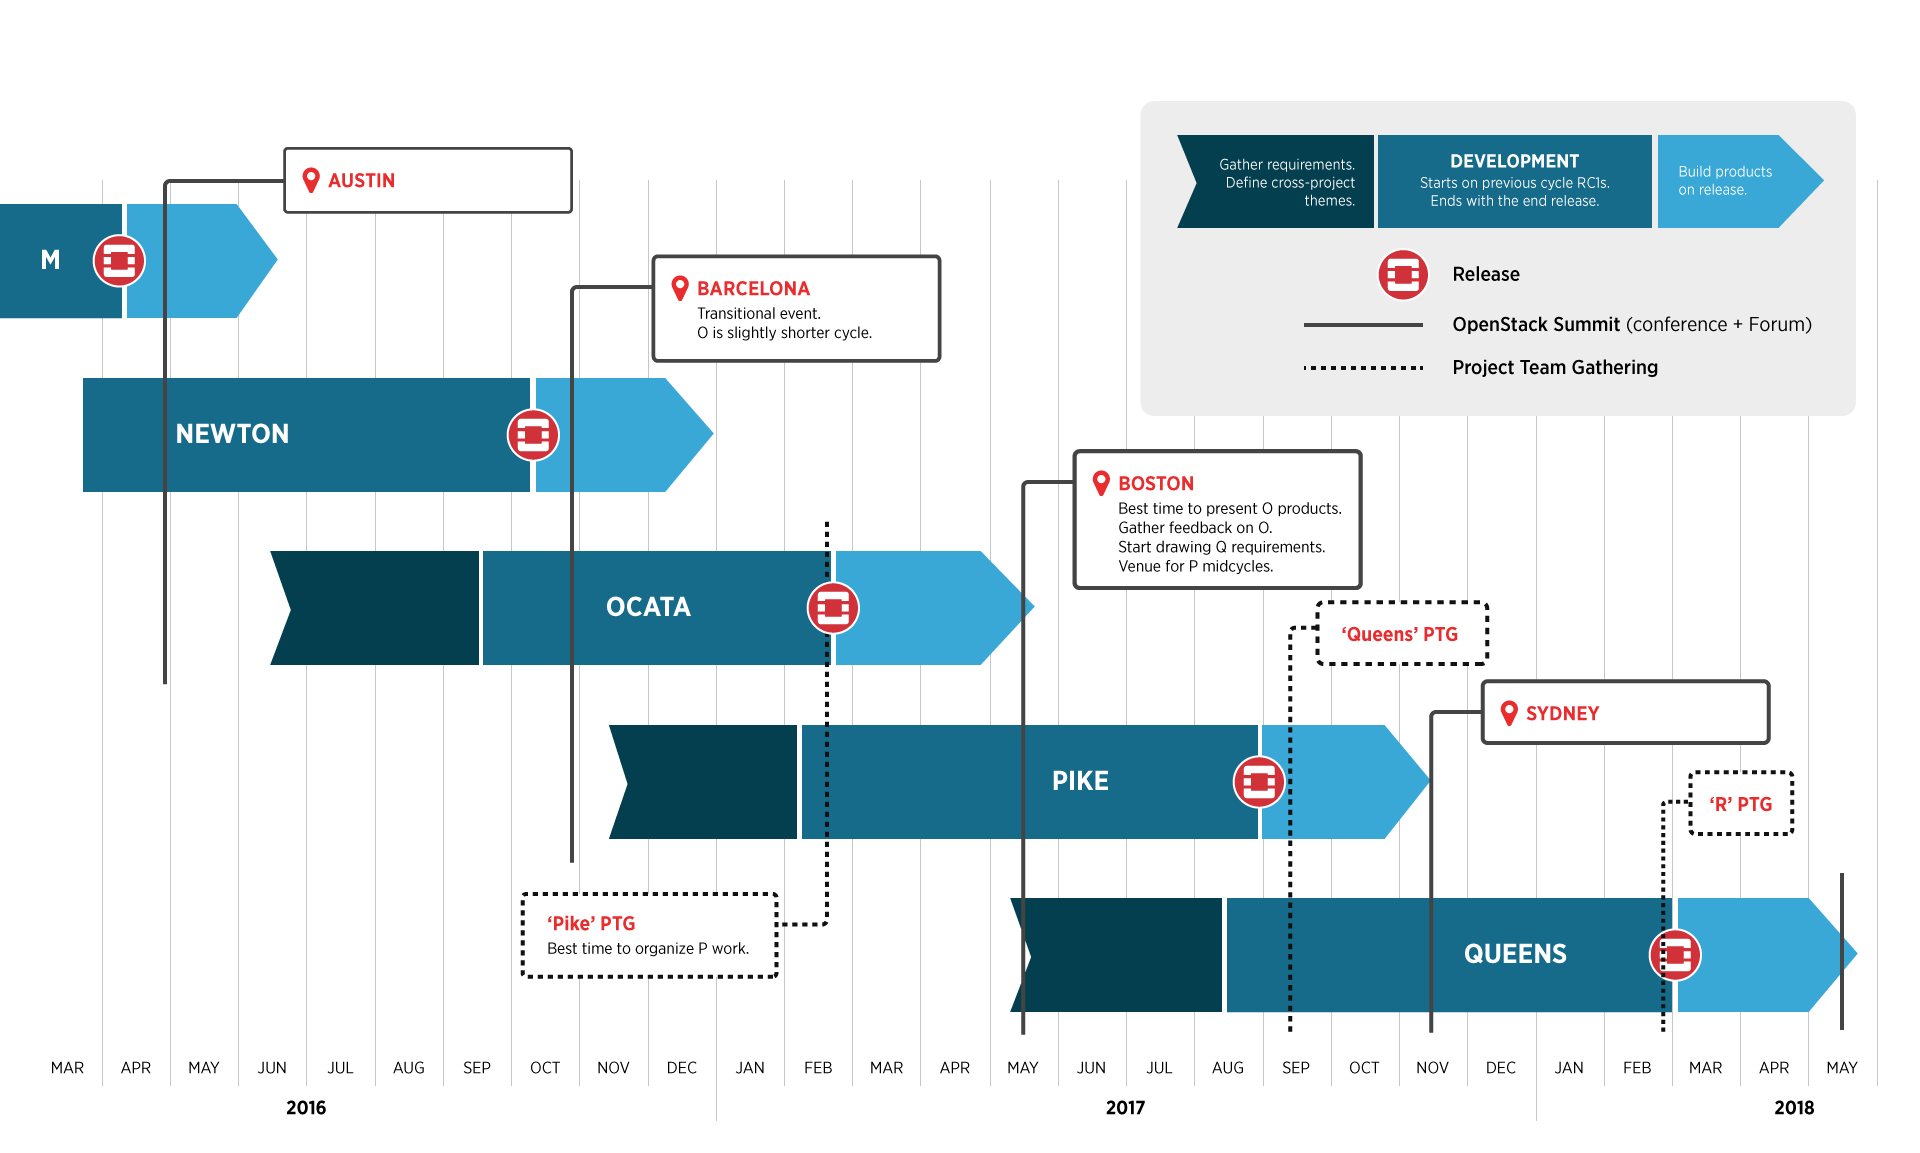 Gather requirements.
Define cross-project
themes.
DEVELOPMENT
Starts on previous cycle RC1s.
Ends with the end release.
Build products
on release.
Release
OpenStack Summit (conference + Forum)
Project Team Gathering
AUSTIN
M
BARCELONA
Transitional event.
O is slightly shorter cycle.
NEWTON
BOSTON
Best time to present O products.
Gather feedback on O.
Start drawing Q requirements.
Venue for P midcycles.
OCATA
‘Queens’ PTG
SYDNEY
PIKE
‘R’ PTG
‘Pike’ PTG
Best time to organize P work.
QUEENS
MAR APR MAY JUN JUL AUG SEP OCT NOV DEC JAN FEB MAR APR MAY JUN JUL AUG SEP OCT NOV DEC JAN FEB MAR APR MAY
2016 2017 2018